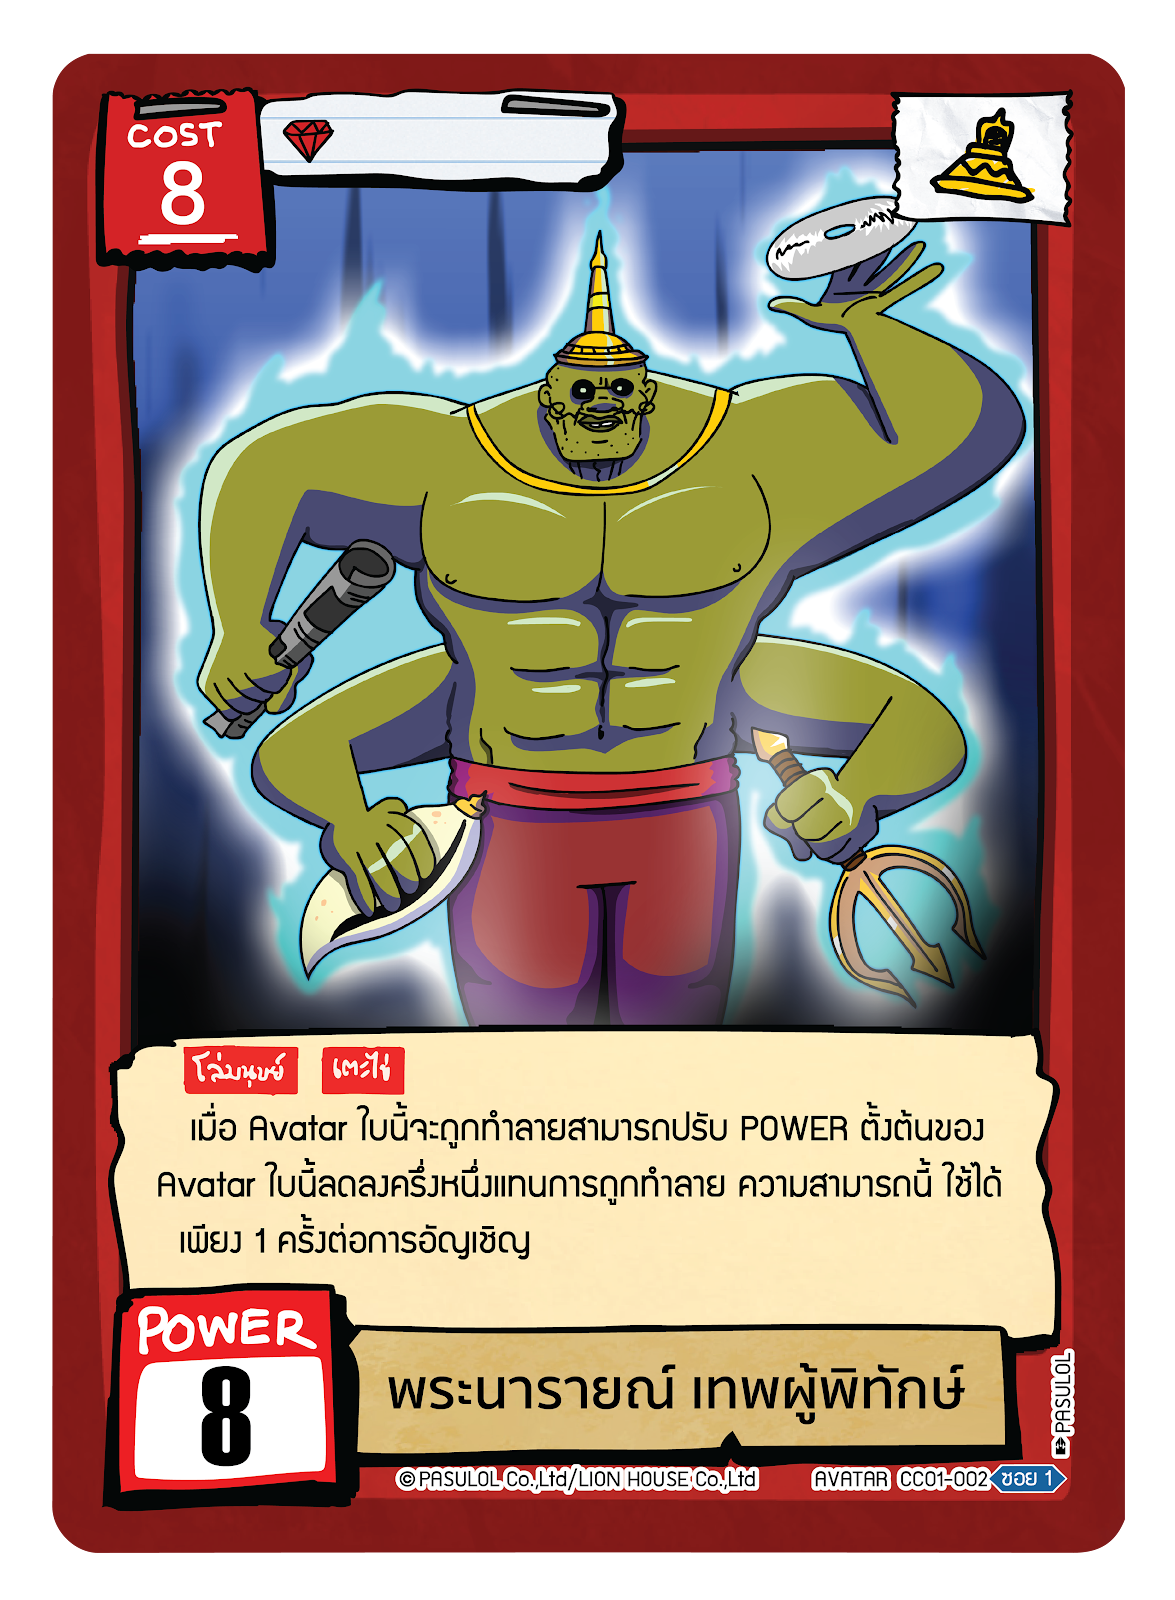 COST
8
โล่มนุษย์ เตะไข่
เมื่อ Avatar ใบนี้จะถูกทำลายสามารถปรับ POWER ตั้งต้นของ
Avatar ใบนี้ลดลงครึ่งหนึ่งแทนการถูกทำลาย ความสามารถนี้ ใช้ได้
เพียง 1 ครั้งต่อการอัญเชิญ
POWER
8
พระนารายณ์ เทพผู้พิทักษ์
PASULOL
©PASULOL Co.,Ltd/LION HOUSE Co.,Ltd
AVATAR CC01-002 ซอย 1